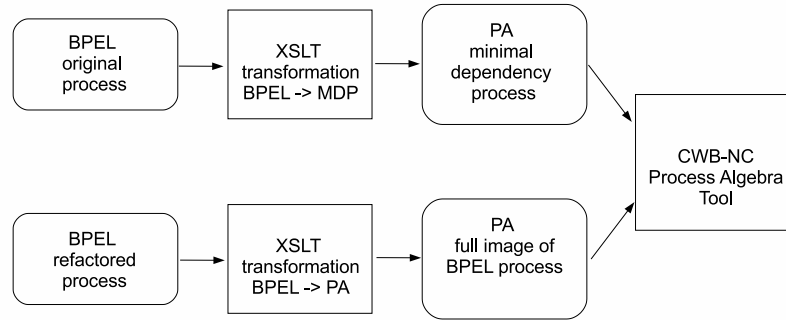 BPEL
original
process
XSLT
transformation
BPEL -> MDP
PA
minimal
dependency
process
CWB-NC
Process Algebra
Tool
BPEL
refactored
process
XSLT
transformation
BPEL -> PA
PA
full image of
BPEL process